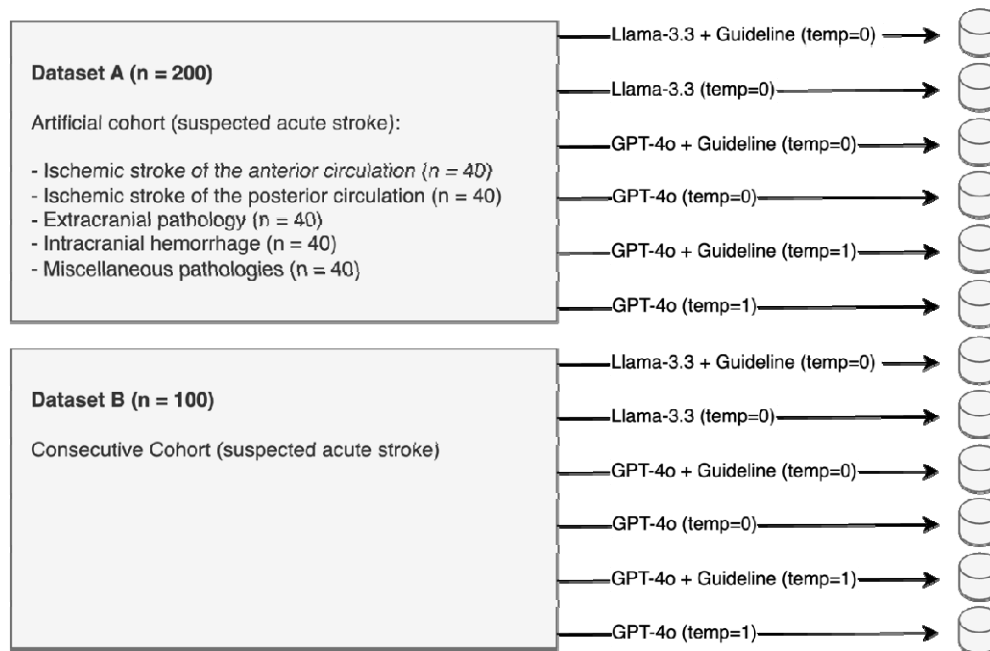 Dataset A (n = 200)
Artificial cohort (suspected acute stroke):
- Ischemic stroke of the anterior circulation (n = 40)
- Ischemic stroke of the posterior circulation (n = 40)
- Extracranial pathology (n = 40)
- Intracranial hemorrhage (n = 40)
- Miscellaneous pathologies (n = 40)
Llama-3.3 + Guideline (temp=0)
Llama-3.3 (temp=0)
GPT-4o + Guideline (temp=0)
GPT-4o (temp=0)
GPT-4o + Guideline (temp=1)
GPT-4o (temp=1)
Dataset B (n = 100)
Consecutive Cohort (suspected acute stroke)
Llama-3.3 + Guideline (temp=0)
Llama-3.3 (temp=0)
GPT-4o + Guideline (temp=0)
GPT-4o (temp=0)
GPT-4o + Guideline (temp=1)
GPT-4o (temp=1)